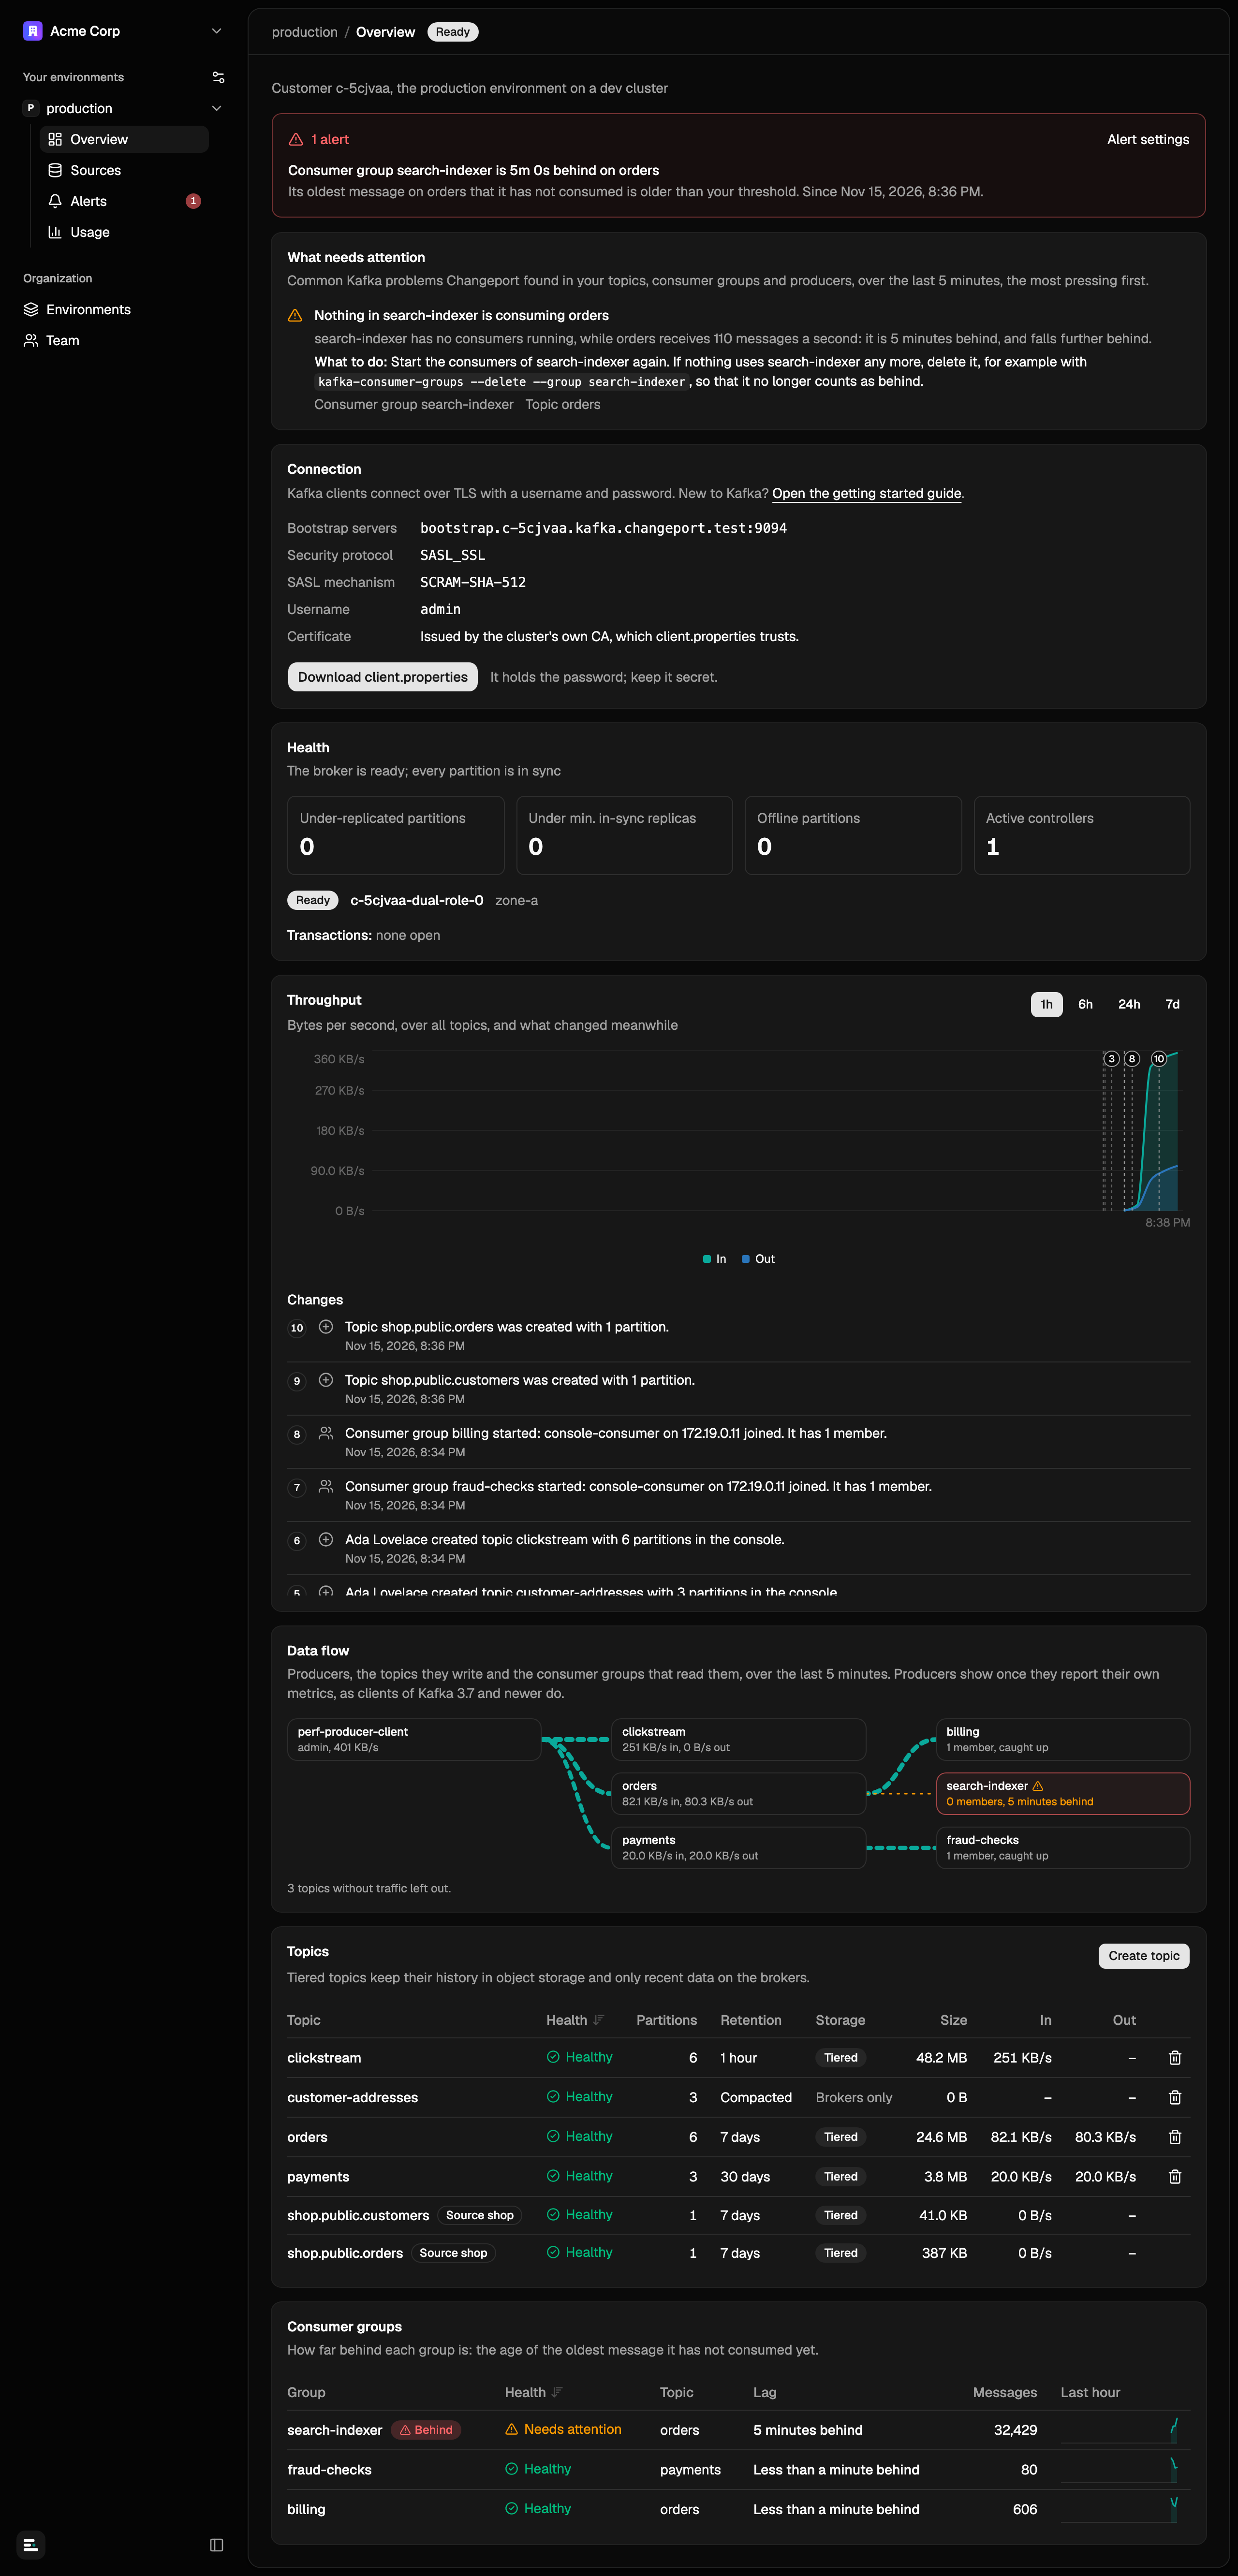 Acme Corp
Your environments
P production
Overview
Sources
Alerts 1
Usage
Organization
Environments
Team
production / Overview Ready
Customer c-5cjvaa, the production environment on a dev cluster
1 alert Alert settings
Consumer group search-indexer is 5m 0s behind on orders
Its oldest message on orders that it has not consumed is older than your threshold. Since Nov 15, 2026, 8:36 PM.
What needs attention
Common Kafka problems Changeport found in your topics, consumer groups and producers, over the last 5 minutes, the most pressing first.
Nothing in search-indexer is consuming orders
search-indexer has no consumers running, while orders receives 110 messages a second: it is 5 minutes behind, and falls further behind.
What to do: Start the consumers of search-indexer again. If nothing uses search-indexer any more, delete it, for example with
kafka-consumer-groups --delete --group search-indexer, so that it no longer counts as behind.
Consumer group search-indexer Topic orders
Connection
Kafka clients connect over TLS with a username and password. New to Kafka? Open the getting started guide.
Bootstrap servers bootstrap.c-5cjvaa.kafka.changeport.test:9094
Security protocol SASL_SSL
SASL mechanism SCRAM-SHA-512
Username admin
Certificate Issued by the cluster's own CA, which client.properties trusts.
Download client.properties It holds the password; keep it secret.
Health
The broker is ready; every partition is in sync
Under-replicated partitions Under min. in-sync replicas Offline partitions Active controllers
0 0 0 1
Ready c-5cjvaa-dual-role-0 zone-a
Transactions: none open
Throughput 1h 6h 24h 7d
Bytes per second, over all topics, and what changed meanwhile
360 KB/s 3 8 10
270 KB/s
180 KB/s
90.0 KB/s
0 B/s
8:38 PM
In Out
Changes
10 Topic shop.public.orders was created with 1 partition.
Nov 15, 2026, 8:36 PM
9 Topic shop.public.customers was created with 1 partition.
Nov 15, 2026, 8:36 PM
8 Consumer group billing started: console-consumer on 172.19.0.11 joined. It has 1 member.
Nov 15, 2026, 8:34 PM
7 Consumer group fraud-checks started: console-consumer on 172.19.0.11 joined. It has 1 member.
Nov 15, 2026, 8:34 PM
6 Ada Lovelace created topic clickstream with 6 partitions in the console.
Nov 15, 2026, 8:34 PM
5 Ada Lovelace created topic customer-addresses with 3 partitions in the console.
Data flow
Producers, the topics they write and the consumer groups that read them, over the last 5 minutes. Producers show once they report their own
metrics, as clients of Kafka 3.7 and newer do.
perf-producer-client clickstream billing
admin, 401 KB/s 251 KB/s in, 0 B/s out 1 member, caught up
orders search-indexer
82.1 KB/s in, 80.3 KB/s out 0 members, 5 minutes behind
payments fraud-checks
20.0 KB/s in, 20.0 KB/s out 1 member, caught up
3 topics without traffic left out.
Topics Create topic
Tiered topics keep their history in object storage and only recent data on the brokers.
Topic Health Partitions Retention Storage Size In Out
clickstream Healthy 6 1 hour Tiered 48.2 MB 251 KB/s –
customer-addresses Healthy 3 Compacted Brokers only 0 B – –
orders Healthy 6 7 days Tiered 24.6 MB 82.1 KB/s 80.3 KB/s
payments Healthy 3 30 days Tiered 3.8 MB 20.0 KB/s 20.0 KB/s
shop.public.customers Source shop Healthy 1 7 days Tiered 41.0 KB 0 B/s –
shop.public.orders Source shop Healthy 1 7 days Tiered 387 KB 0 B/s –
Consumer groups
How far behind each group is: the age of the oldest message it has not consumed yet.
Group Health Topic Lag Messages Last hour
search-indexer Behind Needs attention orders 5 minutes behind 32,429
fraud-checks Healthy payments Less than a minute behind 80
billing Healthy orders Less than a minute behind 606